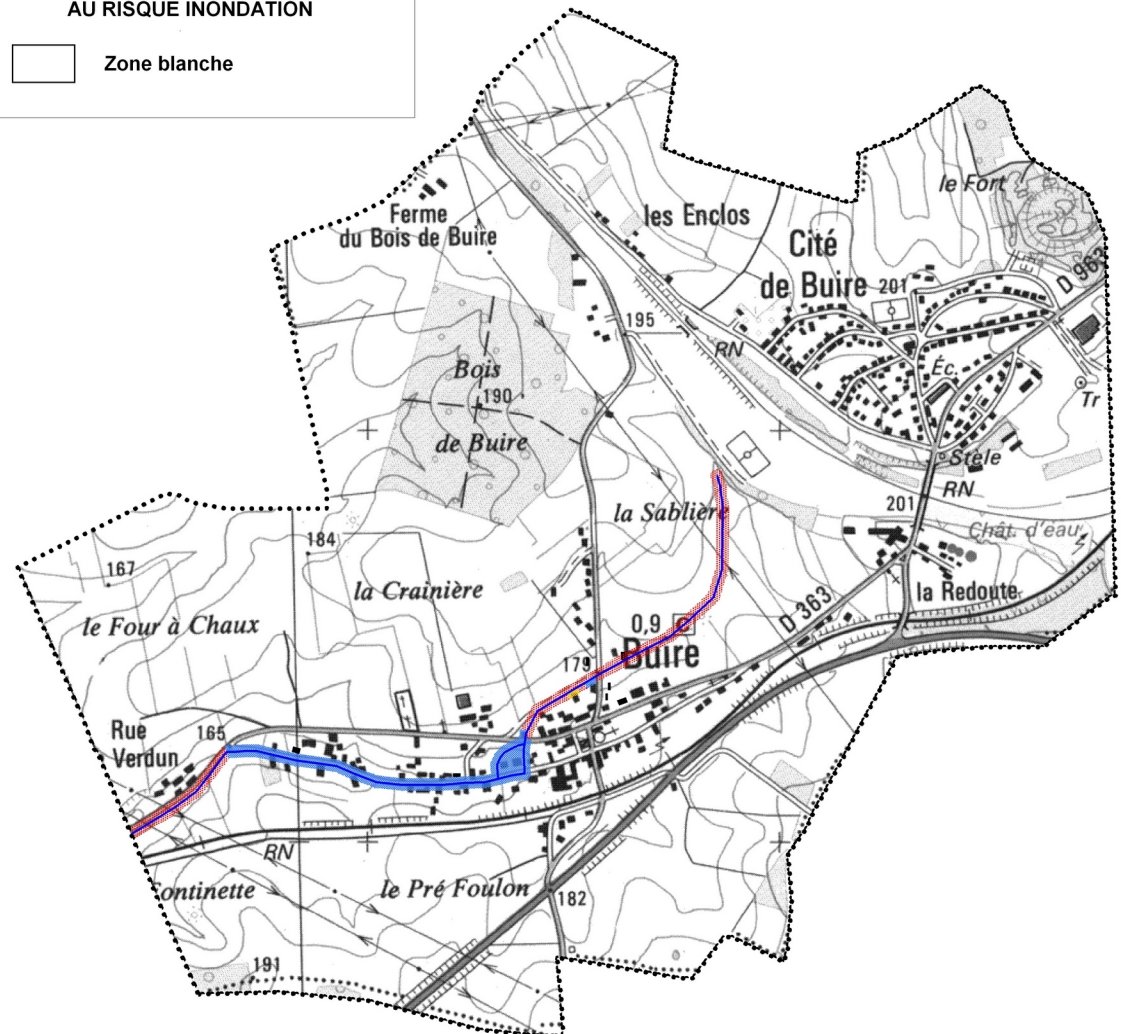 AU RISQUE INONDATION
Zone blanche
le Fort
Ferme
du Bois de Buire
les Enclos
Cité
de Buire
201
D 963
195
RN
Éc.
Tr
Bois
190
de Buire
Stèle
RN
la Sablière
201
Chât. d'eau
184
167
la Crainière
la Redoute
le Four à Chaux
D 363
0,9
Buire
179
Rue
Verdun
165
RN
Fontinette
le Pré Foulon
182
191